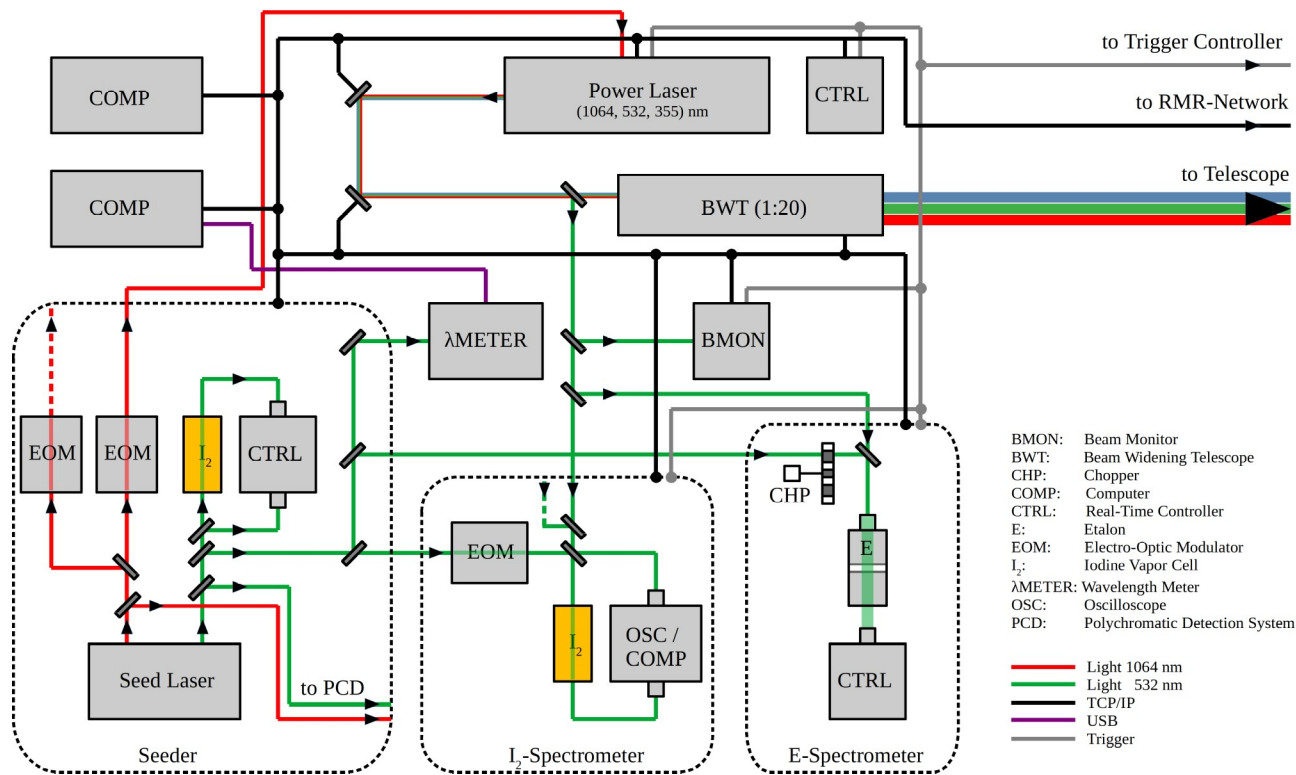 COMP
Power Laser
(1064, 532, 355) nm
CTRL
to Trigger Controller
to RMR-Network
COMP
BWT (1:20)
to Telescope
λMETER
BMON
EOM
EOM
I₂
CTRL
CHP
EOM
E
I₂
OSC /
COMP
Seed Laser
to PCD
CTRL
Seeder
I₂-Spectrometer
E-Spectrometer
BMON: Beam Monitor
BWT: Beam Widening Telescope
CHP: Chopper
COMP: Computer
CTRL: Real-Time Controller
E: Etalon
EOM: Electro-Optic Modulator
I₂: Iodine Vapor Cell
λMETER: Wavelength Meter
OSC: Oscilloscope
PCD: Polychromatic Detection System
Light 1064 nm
Light 532 nm
TCP/IP
USB
Trigger